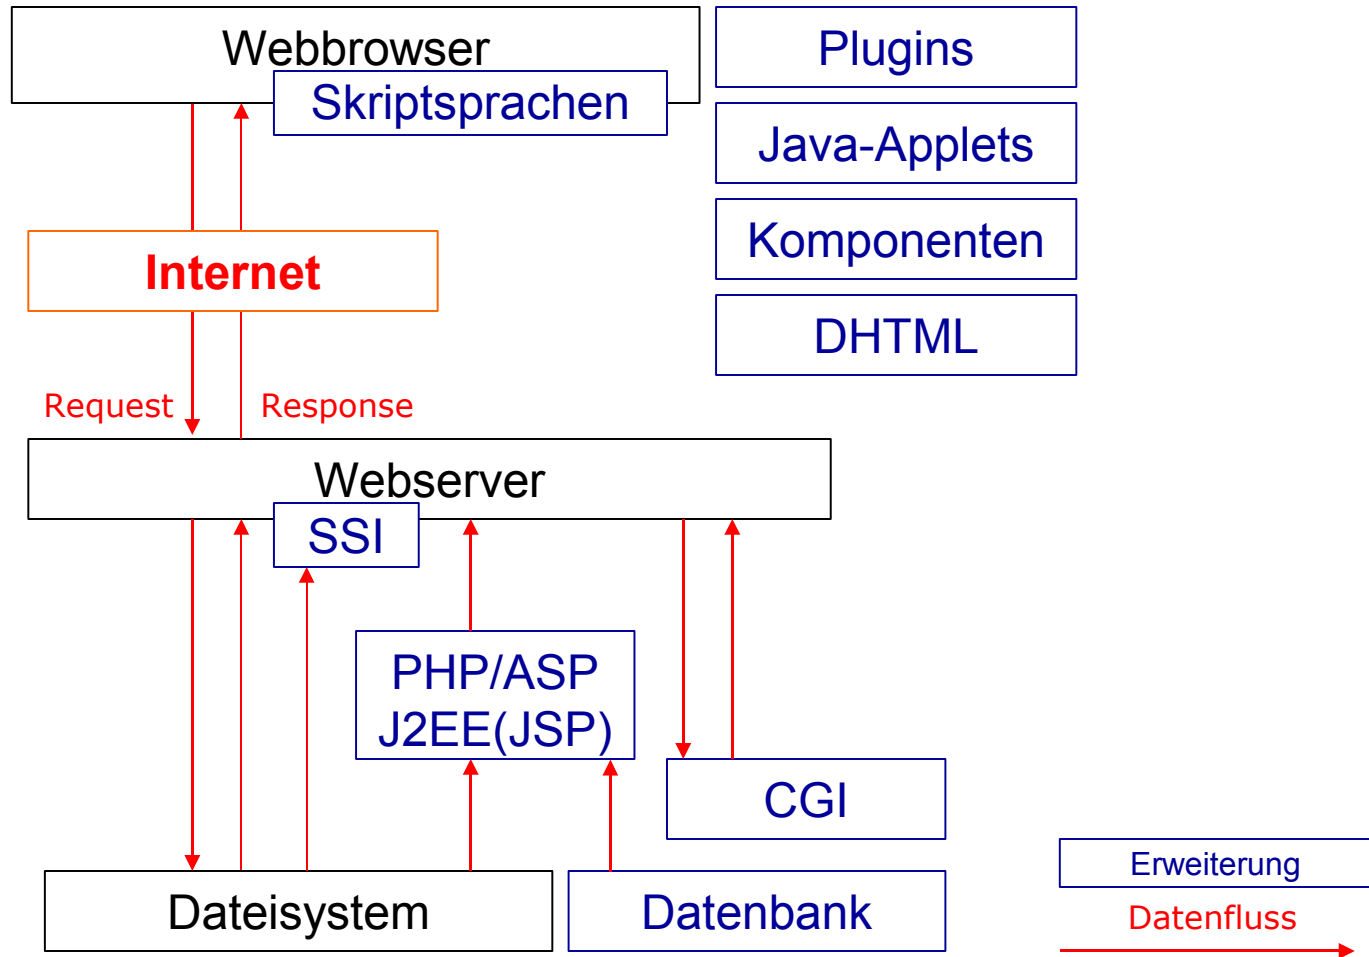 Webbrowser
Skriptsprachen
Plugins
Java-Applets
Komponenten
DHTML
Internet
Request
Response
Webserver
SSI
PHP/ASP
J2EE(JSP)
CGI
Dateisystem
Datenbank
Erweiterung
Datenfluss